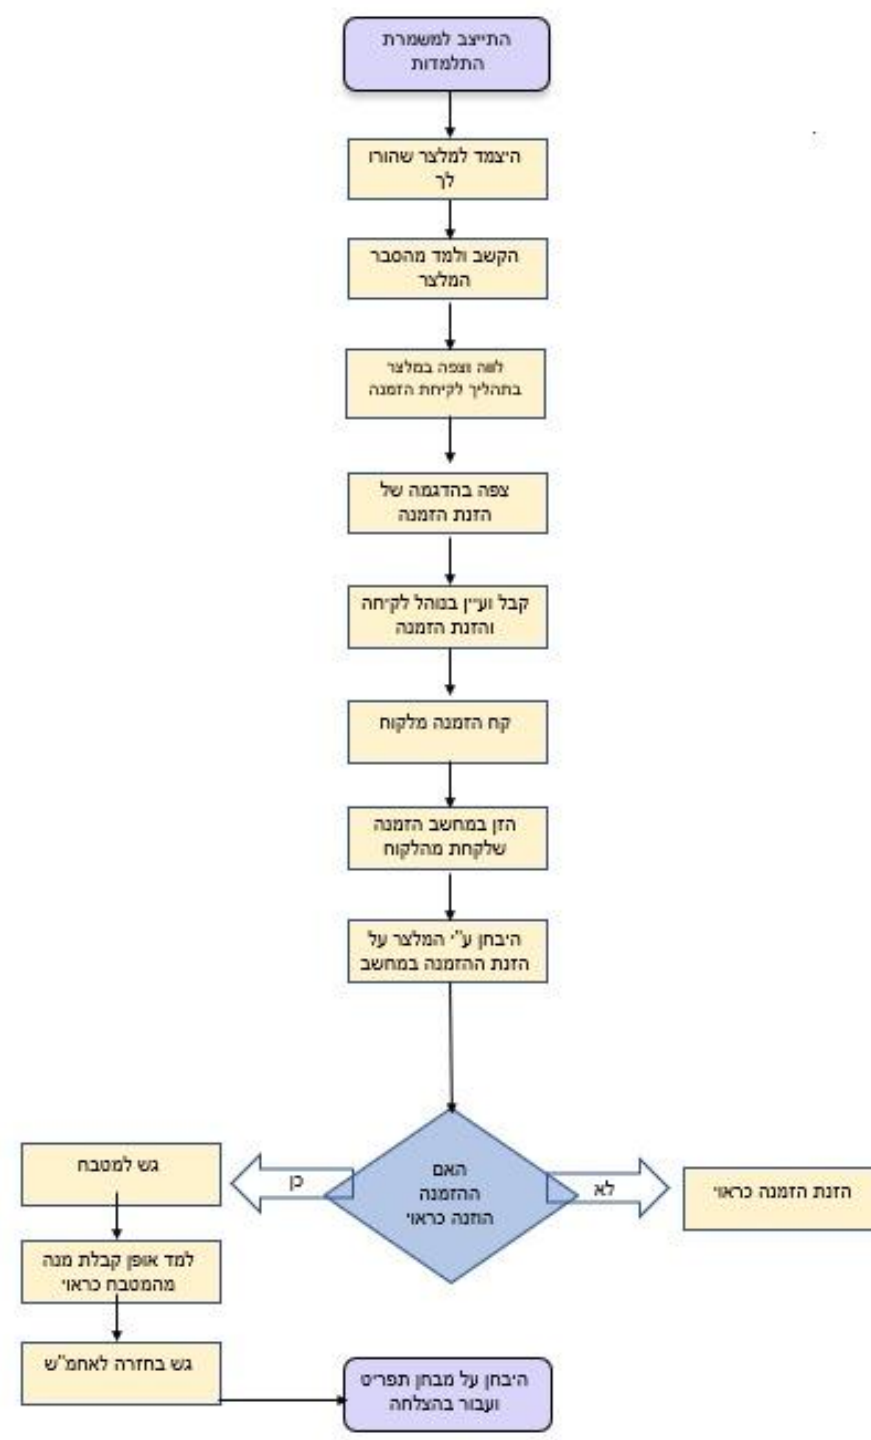 התייצב למשמרת
התלמדות
היצמד למלצר שהורו
לך
הקשב ולמד מהסבר
המלצר
לווה וצפה במלצר
בתהליך לקיחת הזמנה
צפה בהדגמה של
הזנת הזמנה
קבל ועיין בנוהל לקיחה
והזנת הזמנה
קח הזמנה מלקוח
הזן במחשב הזמנה
שלקחת מהלקוח
היבחן ע"י המלצר על
הזנת ההזמנה במחשב
האם
ההזמנה
הוזנה כראוי
לא
הזנת הזמנה כראוי
כן
גש למטבח
למד אופן קבלת מנה
מהמטבח כראוי
גש בחזרה לאחמ"ש
היבחן על מבחן תפריט
ועבור בהצלחה